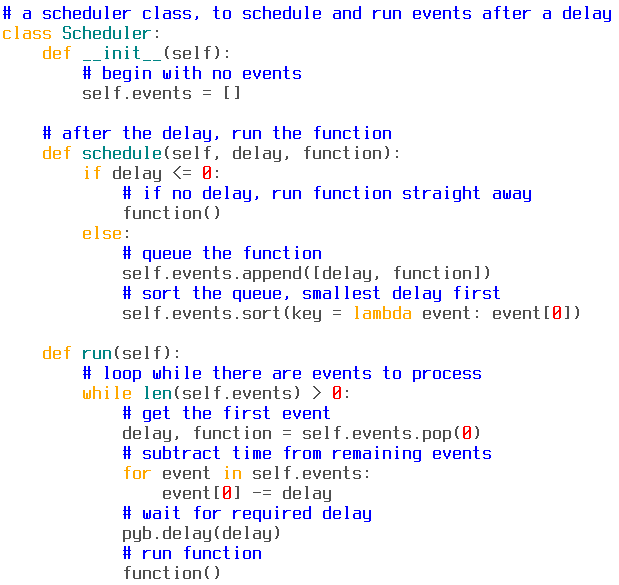 # a scheduler class, to schedule and run events after a delay
class Scheduler:
    def __init__(self):
        # begin with no events
        self.events = []

    # after the delay, run the function
    def schedule(self, delay, function):
        if delay <= 0:
            # if no delay, run function straight away
            function()
        else:
            # queue the function
            self.events.append([delay, function])
            # sort the queue, smallest delay first
            self.events.sort(key = lambda event: event[0])

    def run(self):
        # loop while there are events to process
        while len(self.events) > 0:
            # get the first event
            delay, function = self.events.pop(0)
            # subtract time from remaining events
            for event in self.events:
                event[0] -= delay
            # wait for required delay
            pyb.delay(delay)
            # run function
            function()